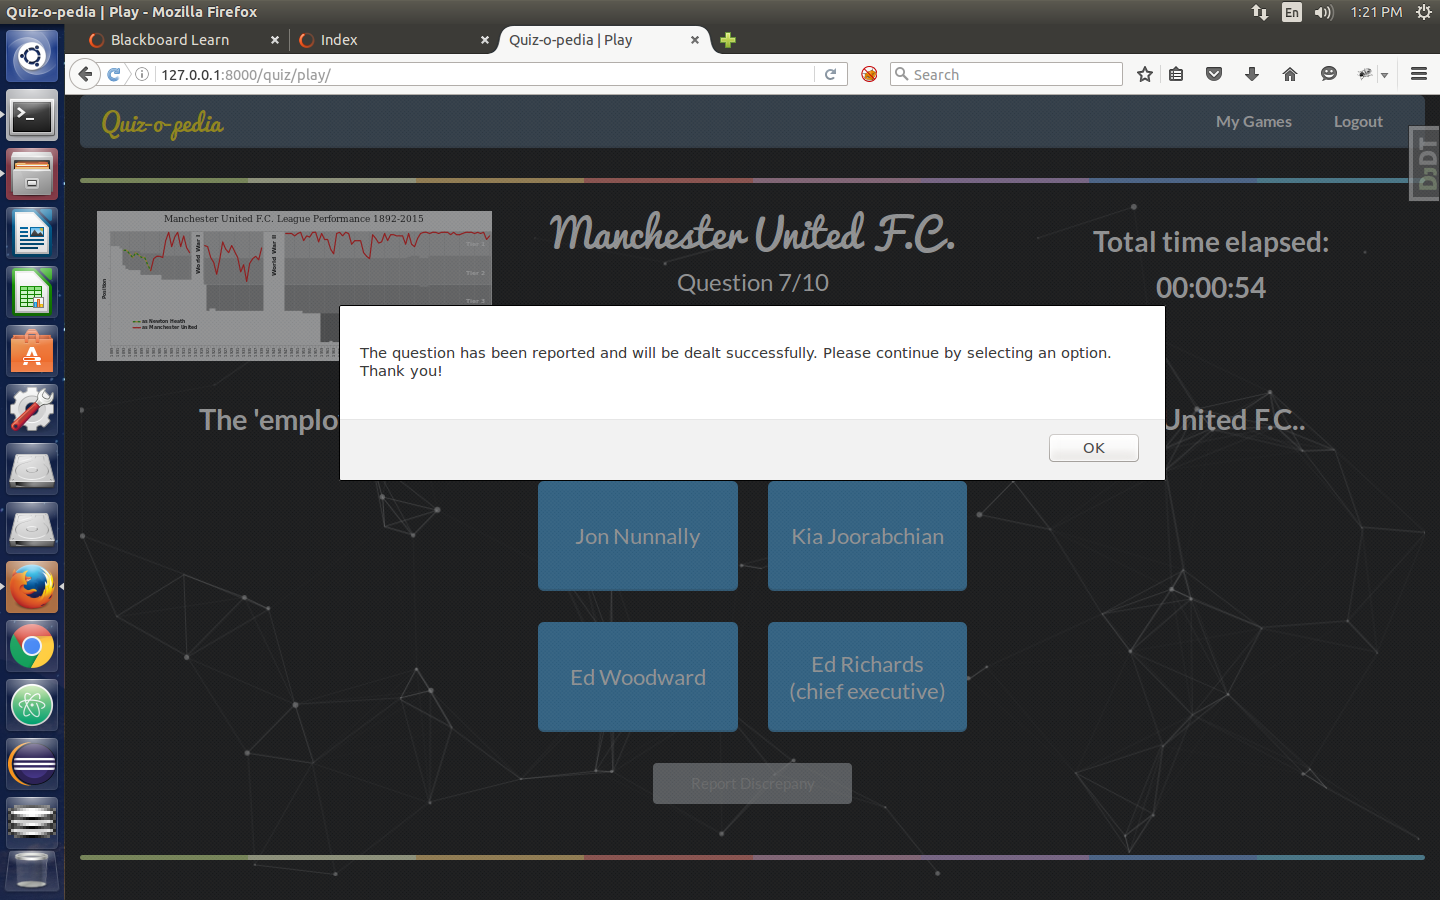 Quiz-o-pedia | Play - Mozilla Firefox
En
1:21 PM
Blackboard Learn
Index
Quiz-o-pedia | Play
127.0.0.1:8000/quiz/play/
Search
Quiz-o-pedia
My Games
Logout
DjDT
Manchester United F.C. League Performance 1892-2015
World War I
World War II
Tier 1
Tier 2
Tier 3
Position
as Newton Heath
as Manchester United
Manchester United F.C.
Question 7/10
Total time elapsed:
00:00:54
The question has been reported and will be dealt successfully. Please continue by selecting an option.
Thank you!
OK
The 'emplo
United F.C..
Jon Nunnally
Kia Joorabchian
Ed Woodward
Ed Richards
(chief executive)
Report Discrepany